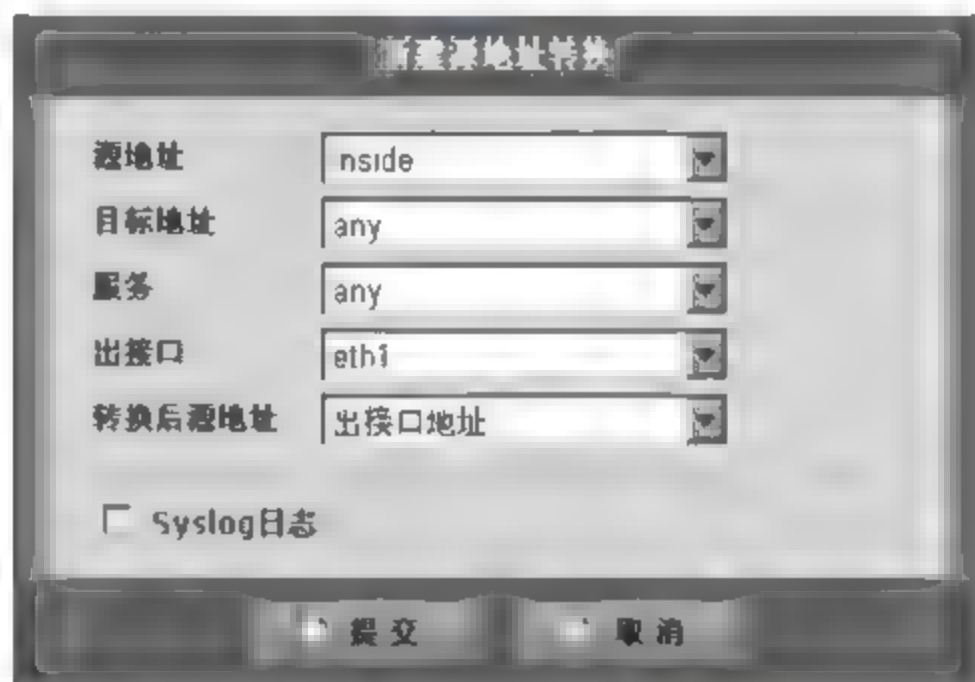 新建源地址转换
源地址 nside
目标地址 any
服务 any
出接口 eth1
转换后源地址 出接口地址
Syslog日志
提交 取消